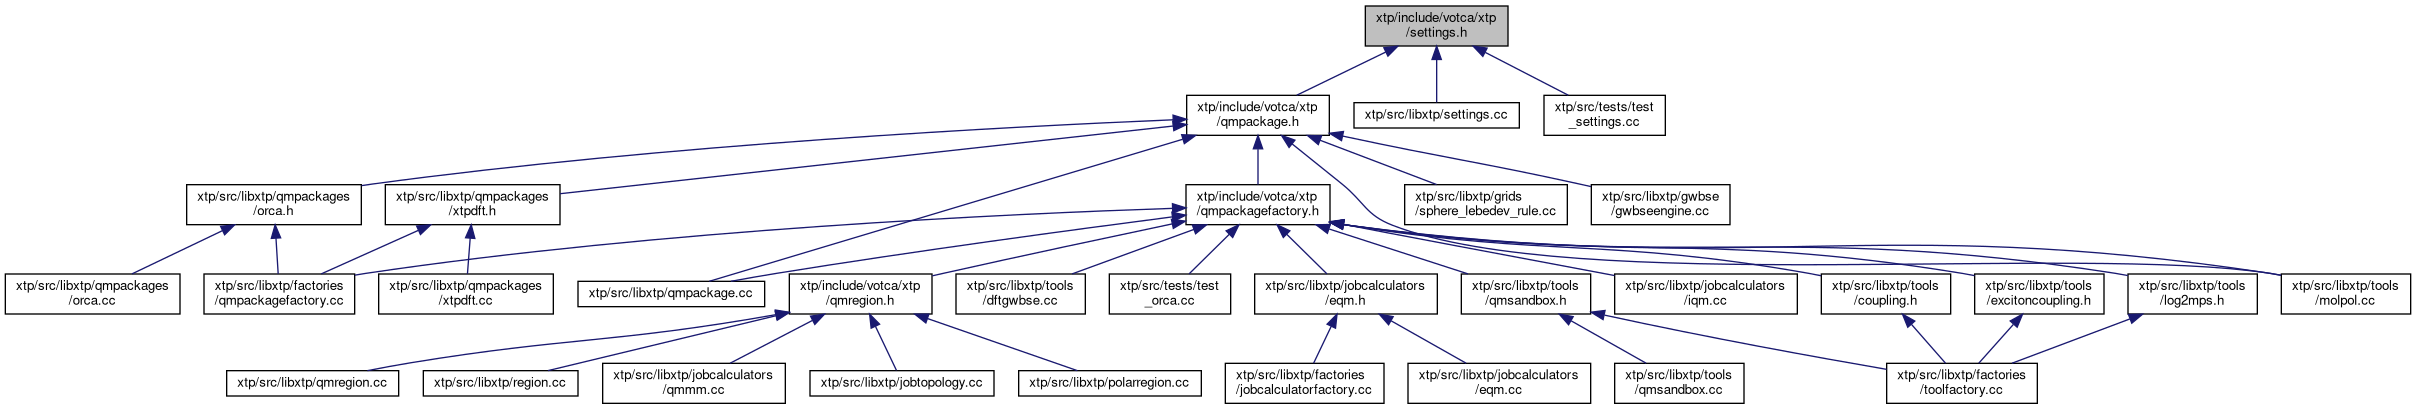 xtp/include/votca/xtp
/settings.h
xtp/include/votca/xtp
/qmpackage.h
xtp/src/libxtp/settings.cc
xtp/src/tests/test
_settings.cc
xtp/src/libxtp/qmpackages
/orca.h
xtp/src/libxtp/qmpackages
/xtpdft.h
xtp/include/votca/xtp
/qmpackagefactory.h
xtp/src/libxtp/grids
/sphere_lebedev_rule.cc
xtp/src/libxtp/gwbse
/gwbseengine.cc
xtp/src/libxtp/qmpackages
/orca.cc
xtp/src/libxtp/factories
/qmpackagefactory.cc
xtp/src/libxtp/qmpackages
/xtpdft.cc
xtp/src/libxtp/qmpackage.cc
xtp/include/votca/xtp
/qmregion.h
xtp/src/libxtp/tools
/dftgwbse.cc
xtp/src/tests/test
_orca.cc
xtp/src/libxtp/jobcalculators
/eqm.h
xtp/src/libxtp/tools
/qmsandbox.h
xtp/src/libxtp/jobcalculators
/iqm.cc
xtp/src/libxtp/tools
/coupling.h
xtp/src/libxtp/tools
/excitoncoupling.h
xtp/src/libxtp/tools
/log2mps.h
xtp/src/libxtp/tools
/molpol.cc
xtp/src/libxtp/qmregion.cc
xtp/src/libxtp/region.cc
xtp/src/libxtp/jobcalculators
/qmmm.cc
xtp/src/libxtp/jobtopology.cc
xtp/src/libxtp/polarregion.cc
xtp/src/libxtp/factories
/jobcalculatorfactory.cc
xtp/src/libxtp/jobcalculators
/eqm.cc
xtp/src/libxtp/tools
/qmsandbox.cc
xtp/src/libxtp/factories
/toolfactory.cc